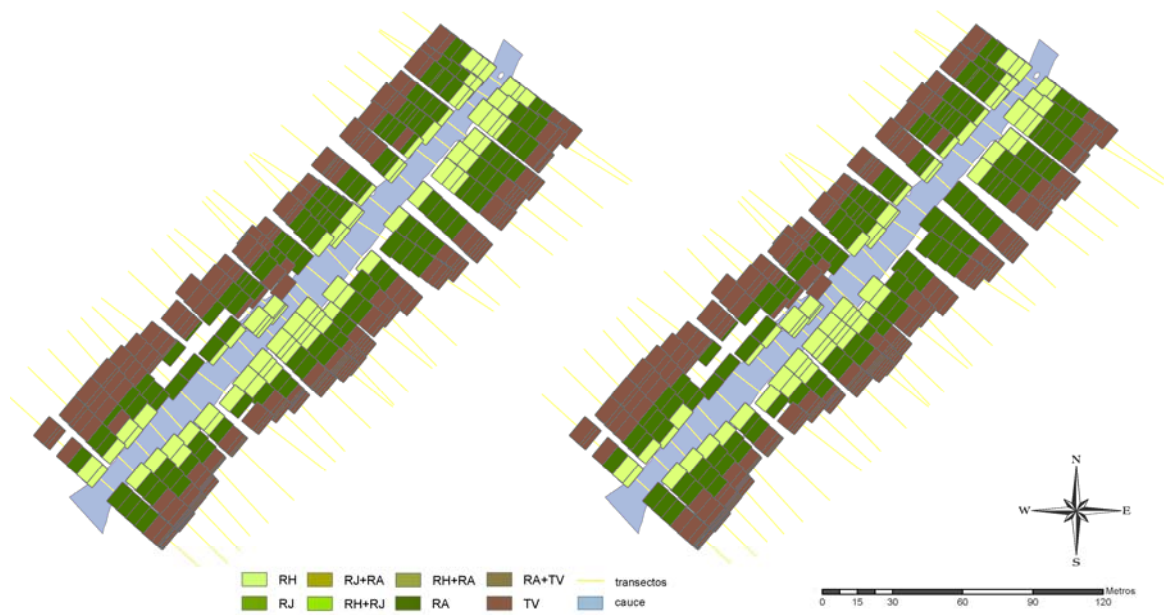 N
W E
S
RH RJ+RA RH+RA RA+TV transectos
RJ RH+RJ RA TV cauce
Metros
0 15 30 60 90 120